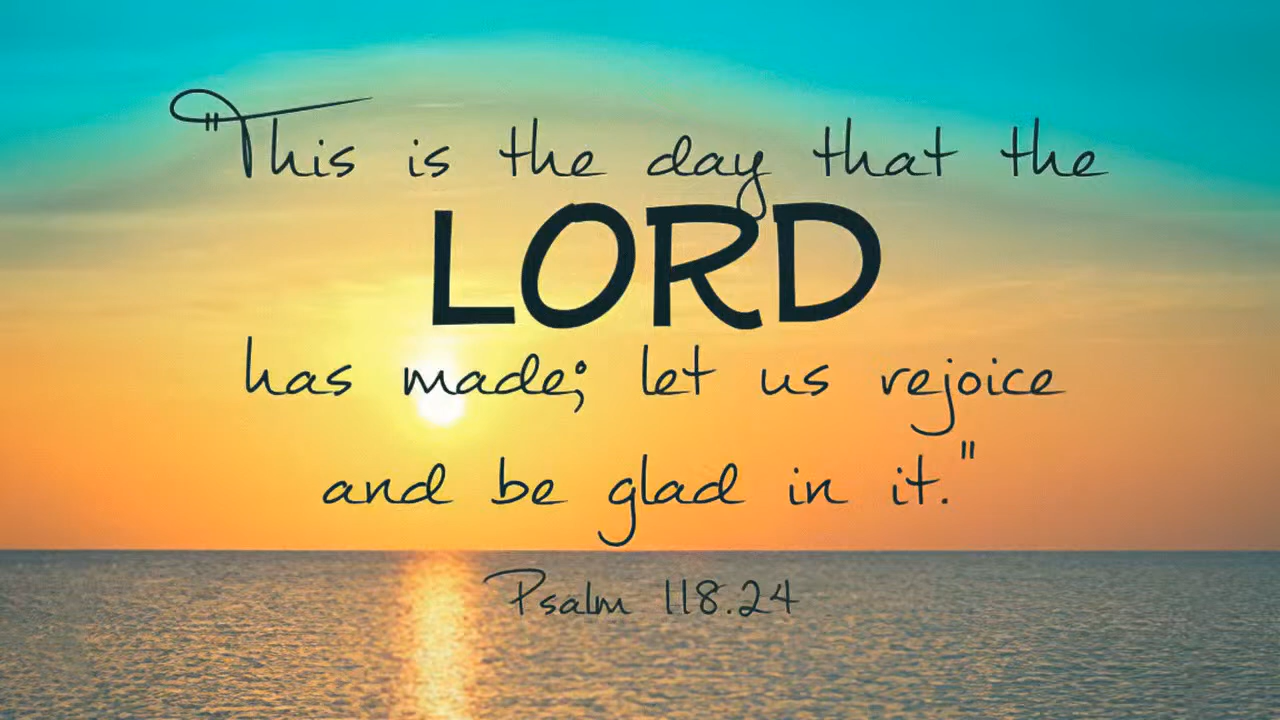 "This is the day that the
LORD
has made; let us rejoice
and be glad in it."
Psalm 118.24